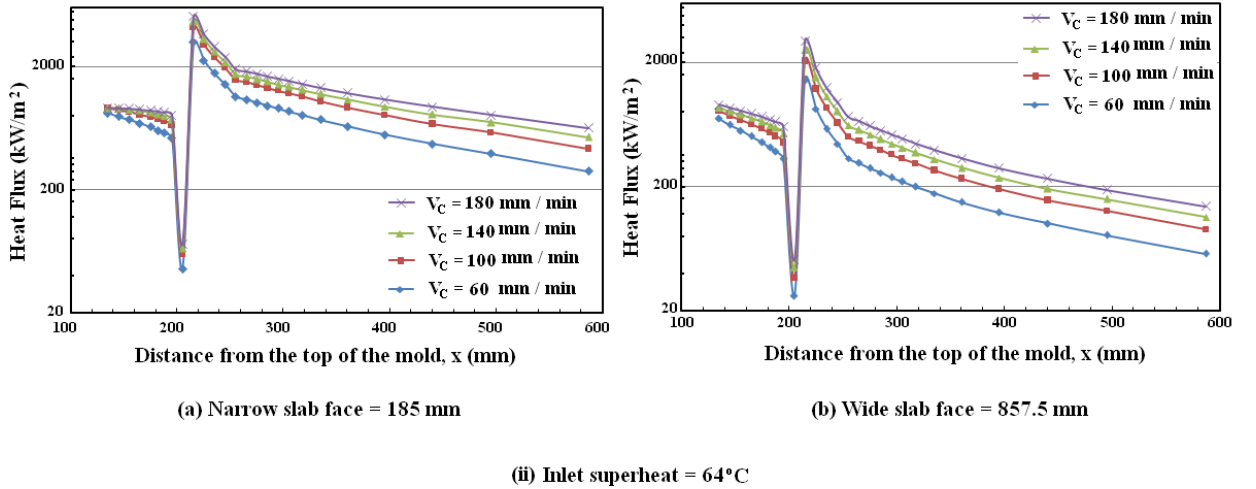 Heat Flux (kW/m²)
2000
200
20
100
200
300
400
500
600
V_C = 180 mm / min
V_C = 140 mm / min
V_C = 100 mm / min
V_C = 60 mm / min
Distance from the top of the mold, x (mm)
(a) Narrow slab face = 185 mm
Heat Flux (kW/m⁻²)
2000
200
20
100
200
300
400
500
600
V_C = 180 mm / min
V_C = 140 mm / min
V_C = 100 mm / min
V_C = 60 mm / min
Distance from the top of the mold, x (mm)
(b) Wide slab face = 857.5 mm
(ii) Inlet superheat = 64°C